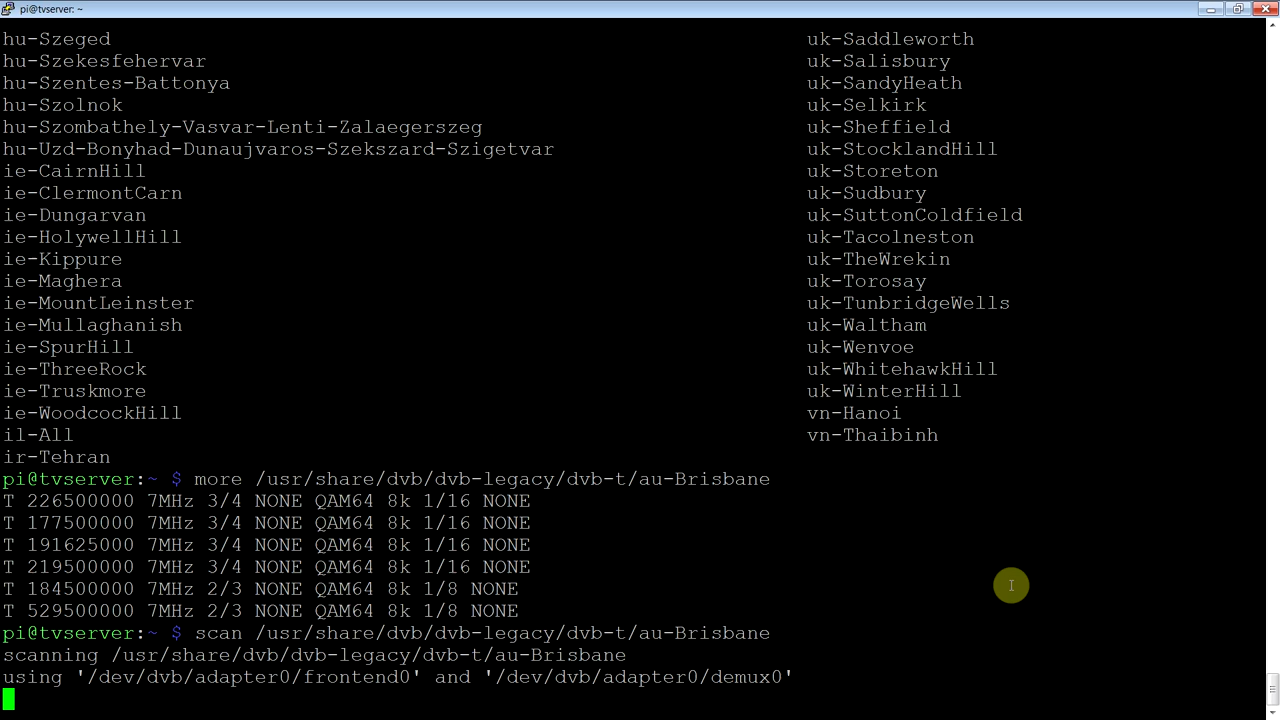 pi@tvserver: ~
hu-Szeged
hu-Szekesfehervar
hu-Szentes-Battonya
hu-Szolnok
hu-Szombathely-Vasvar-Lenti-Zalaegerszeg
hu-Uzd-Bonyhad-Dunaujvaros-Szekszard-Szigetvar
ie-CairnHill
ie-ClermontCarn
ie-Dungarvan
ie-HolywellHill
ie-Kippure
ie-Maghera
ie-MountLeinster
ie-Mullaghanish
ie-SpurHill
ie-ThreeRock
ie-Truskmore
ie-WoodcockHill
il-All
ir-Tehran
uk-Saddleworth
uk-Salisbury
uk-SandyHeath
uk-Selkirk
uk-Sheffield
uk-StocklandHill
uk-Storeton
uk-Sudbury
uk-SuttonColdfield
uk-Tacolneston
uk-TheWrekin
uk-Torosay
uk-TunbridgeWells
uk-Waltham
uk-Wenvoe
uk-WhitehawkHill
uk-WinterHill
vn-Hanoi
vn-Thaibinh
pi@tvserver:~ $ more /usr/share/dvb/dvb-legacy/dvb-t/au-Brisbane
T 226500000 7MHz 3/4 NONE QAM64 8k 1/16 NONE
T 177500000 7MHz 3/4 NONE QAM64 8k 1/16 NONE
T 191625000 7MHz 3/4 NONE QAM64 8k 1/16 NONE
T 219500000 7MHz 3/4 NONE QAM64 8k 1/16 NONE
T 184500000 7MHz 2/3 NONE QAM64 8k 1/8 NONE
T 529500000 7MHz 2/3 NONE QAM64 8k 1/8 NONE
pi@tvserver:~ $ scan /usr/share/dvb/dvb-legacy/dvb-t/au-Brisbane
scanning /usr/share/dvb/dvb-legacy/dvb-t/au-Brisbane
using '/dev/dvb/adapter0/frontend0' and '/dev/dvb/adapter0/demux0'